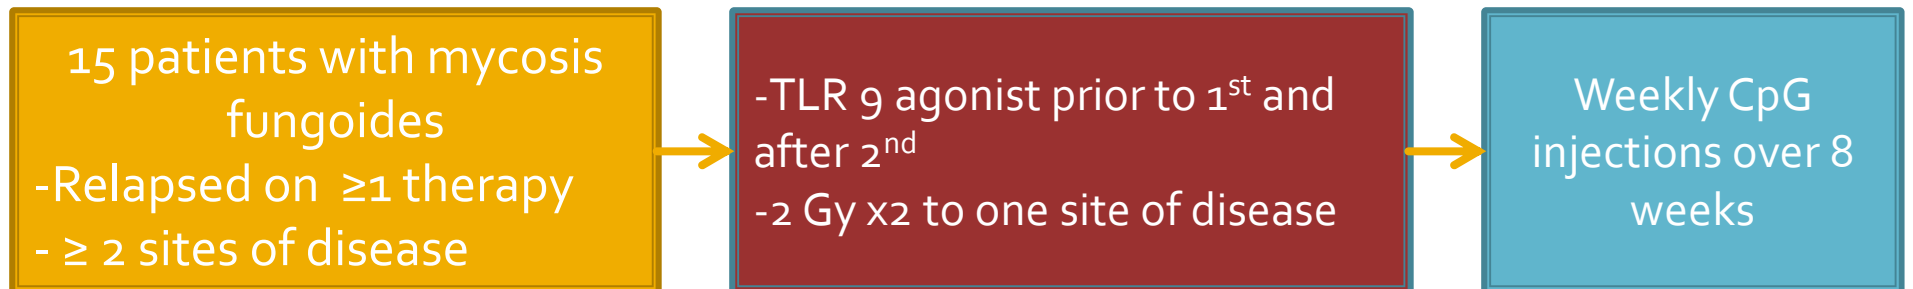 15 patients with mycosis
fungoides
-Relapsed on ≥1 therapy
- ≥ 2 sites of disease
-TLR 9 agonist prior to 1st and
after 2nd
-2 Gy x2 to one site of disease
Weekly CpG
injections over 8
weeks